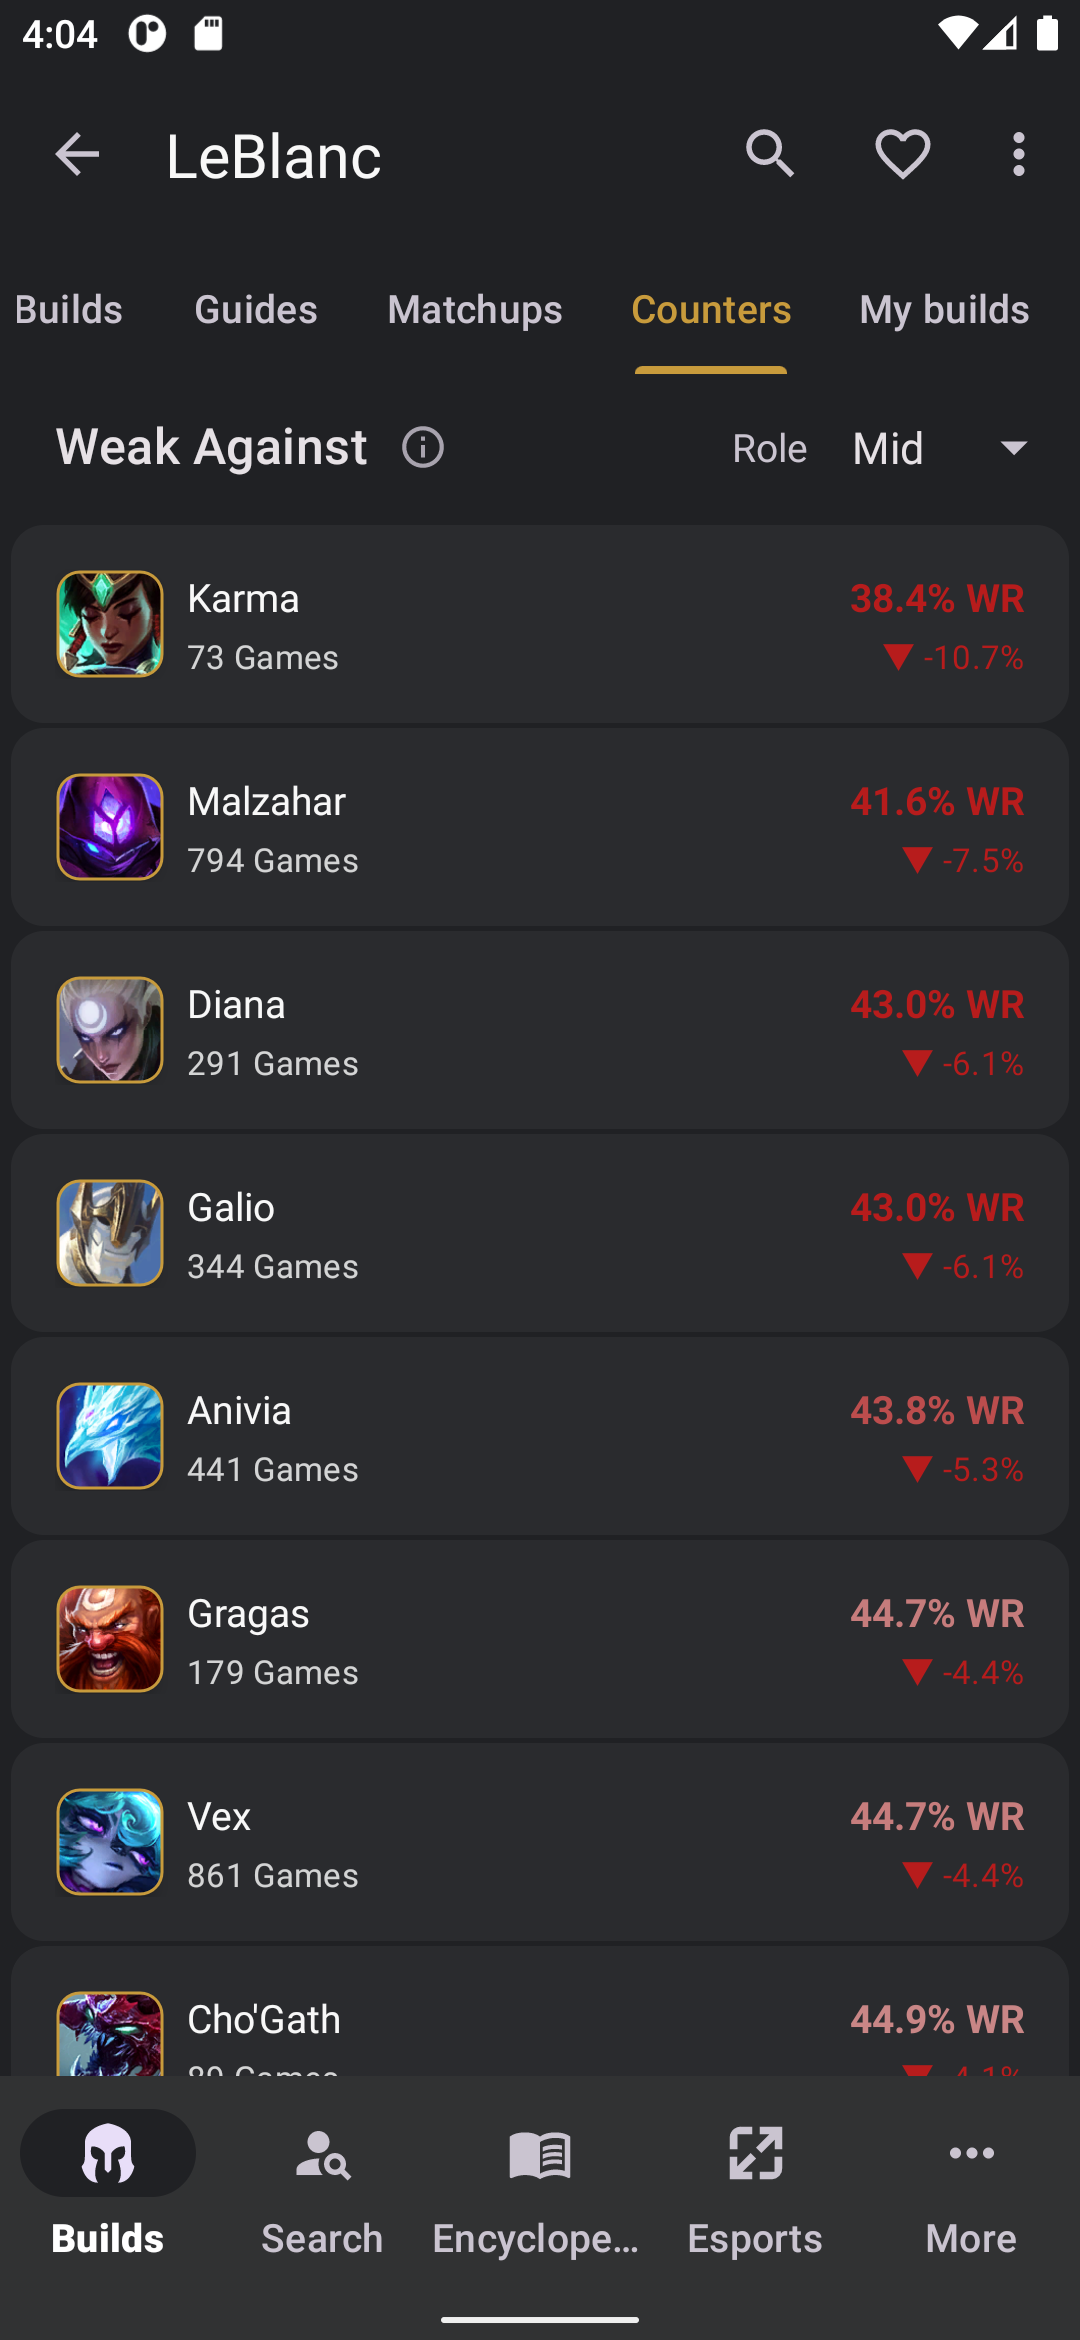 4:04
LeBlanc
Builds Guides Matchups Counters My builds
Weak Against Role Mid
Karma 38.4% WR
73 Games -10.7%
Malzahar 41.6% WR
794 Games -7.5%
Diana 43.0% WR
291 Games -6.1%
Galio 43.0% WR
344 Games -6.1%
Anivia 43.8% WR
441 Games -5.3%
Gragas 44.7% WR
179 Games -4.4%
Vex 44.7% WR
861 Games -4.4%
Cho'Gath 44.9% WR
Games -4.1%
Builds Search Encyclope... Esports More